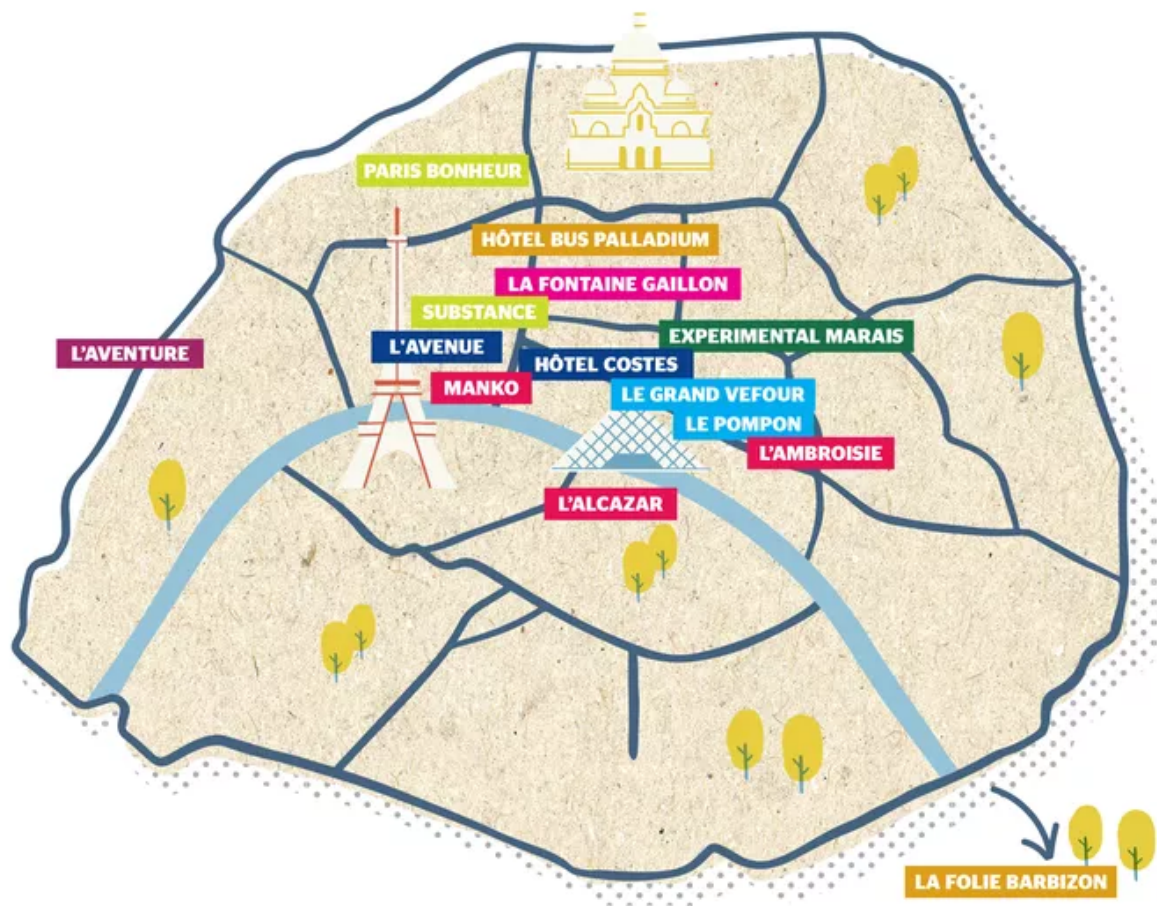 PARIS BONHEUR
HÔTEL BUS PALLADIUM
LA FONTAINE GAILLON
SUBSTANCE
EXPERIMENTAL MARAIS
L'AVENTURE
L'AVENUE
HÔTEL COSTES
MANKO
LE GRAND VEFOUR
LE POMPON
L'AMBROISIE
L'ALCAZAR
LA FOLIE BARBIZON